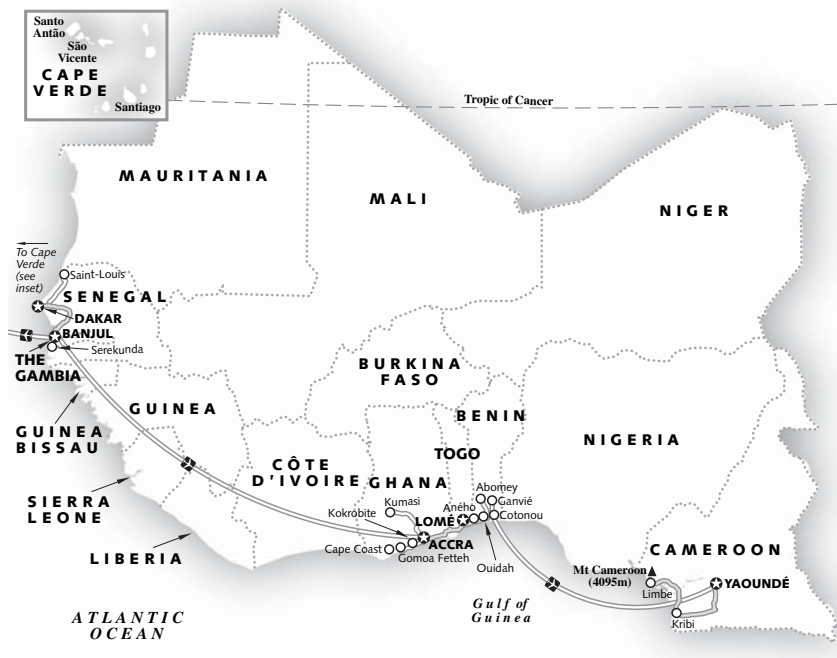 Santo
Antão
São
Vicente
CAPE
VERDE
Santiago
Tropic of Cancer
MAURITANIA
MALI
NIGER
To Cape
Verde
(see
inset)
Saint-Louis
SENEGAL
DAKAR
BANJUL
Serekunda
THE
GAMBIA
BURKINA
FASO
GUINEA
BENIN
GUINEA
BISSAU
NIGERIA
TOGO
CÔTE
D'IVOIRE
GHANA
SIERRA
LEONE
Abomey
Kumasi
Aného
Ganvié
Kokrobite
LOMÉ
Cotonou
ACCRA
Cape Coast
Gomoa Fetteh
Ouidah
LIBERIA
CAMEROON
Mt Cameroon
(4095m)
YAOUNDÉ
Limbe
Gulf of
Guinea
Kribi
ATLANTIC
OCEAN